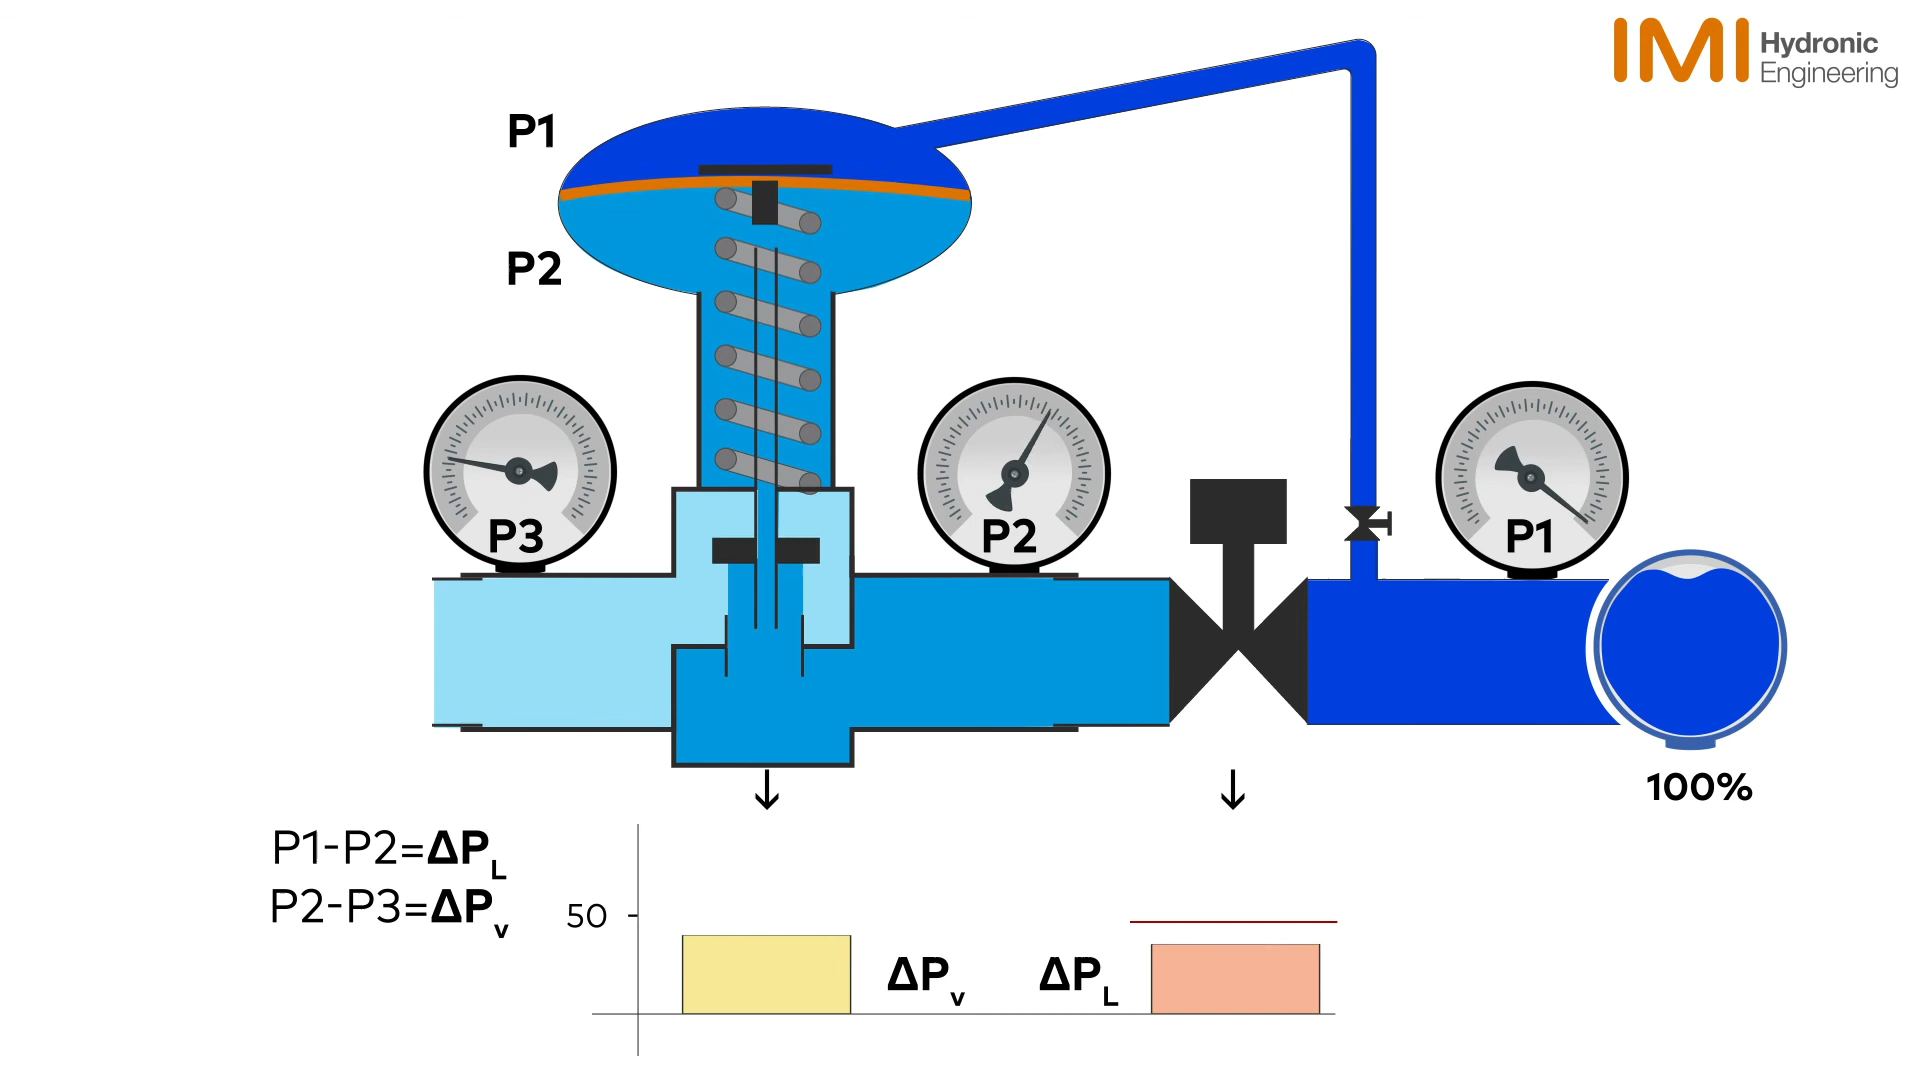 IMI Hydronic
Engineering
P1
P2
P3
P2
P1
100%
P1-P2=ΔPL
P2-P3=ΔPv
50
ΔPv
ΔPL